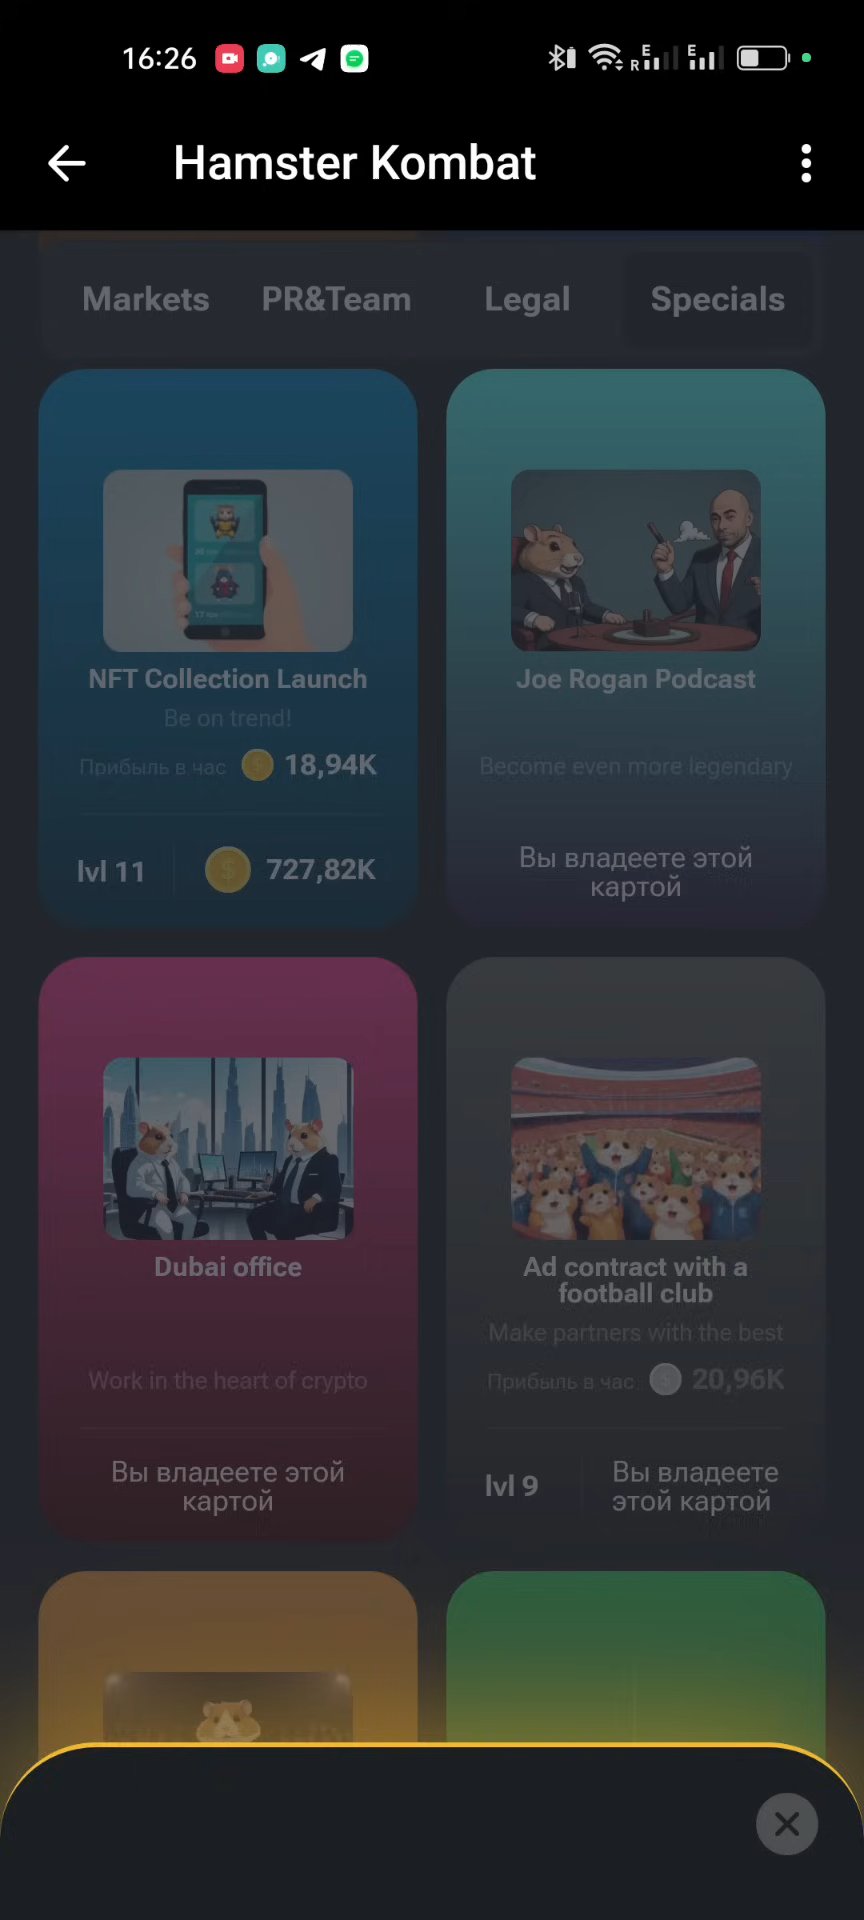 16:26
R E E
Hamster Kombat
Markets PR&Team Legal Specials
NFT Collection Launch
Be on trend!
Прибыль в час 18,94K
lvl 11 727,82K
Joe Rogan Podcast
Become even more legendary
Вы владеете этой
картой
Dubai office
Work in the heart of crypto
Вы владеете этой
картой
Ad contract with a
football club
Make partners with the best
Прибыль в час 20,96K
lvl 9
Вы владеете
этой картой